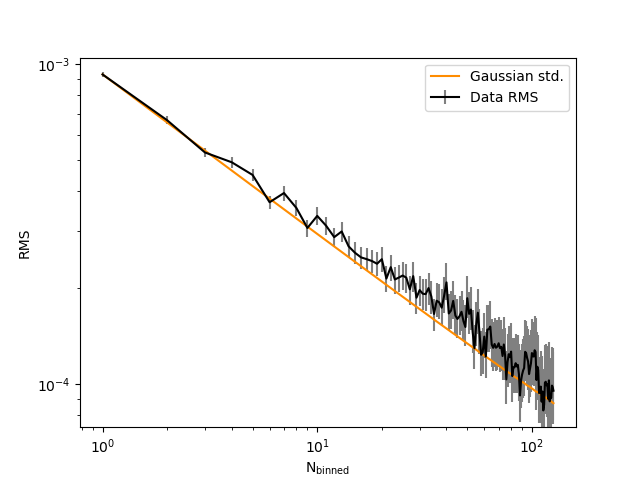 10⁻³
10⁻⁴
RMS
Gaussian std.
Data RMS
10⁰
10¹
10²
N_binned